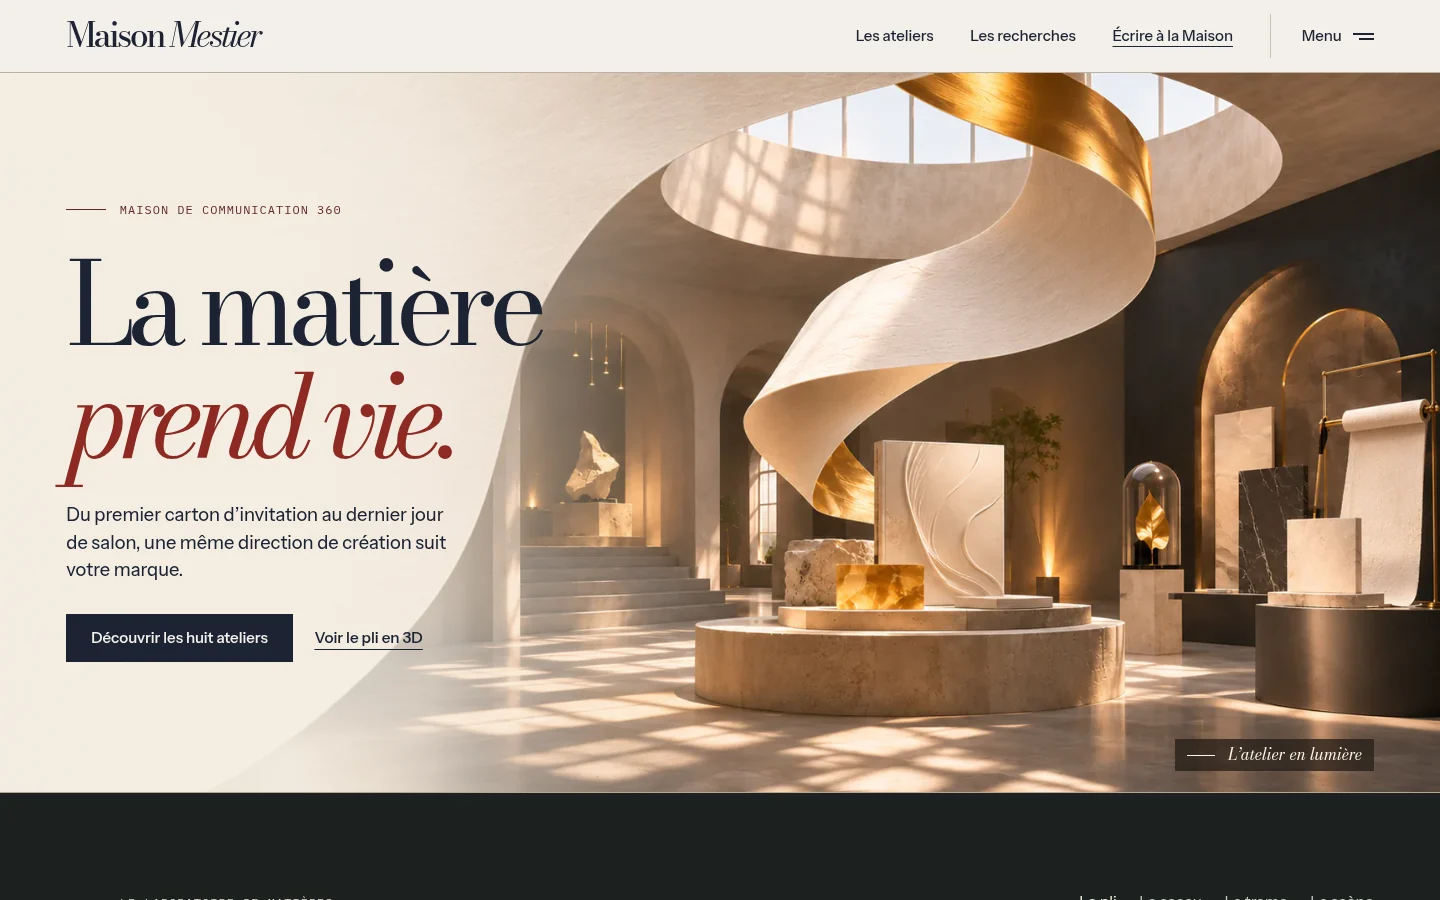 Maison Mestier
Les ateliers
Les recherches
Écrire à la Maison
Menu
MAISON DE COMMUNICATION 360
La matière
prend vie.
Du premier carton d’invitation au dernier jour
de salon, une même direction de création suit
votre marque.
Découvrir les huit ateliers
Voir le pli en 3D
L’atelier en lumière